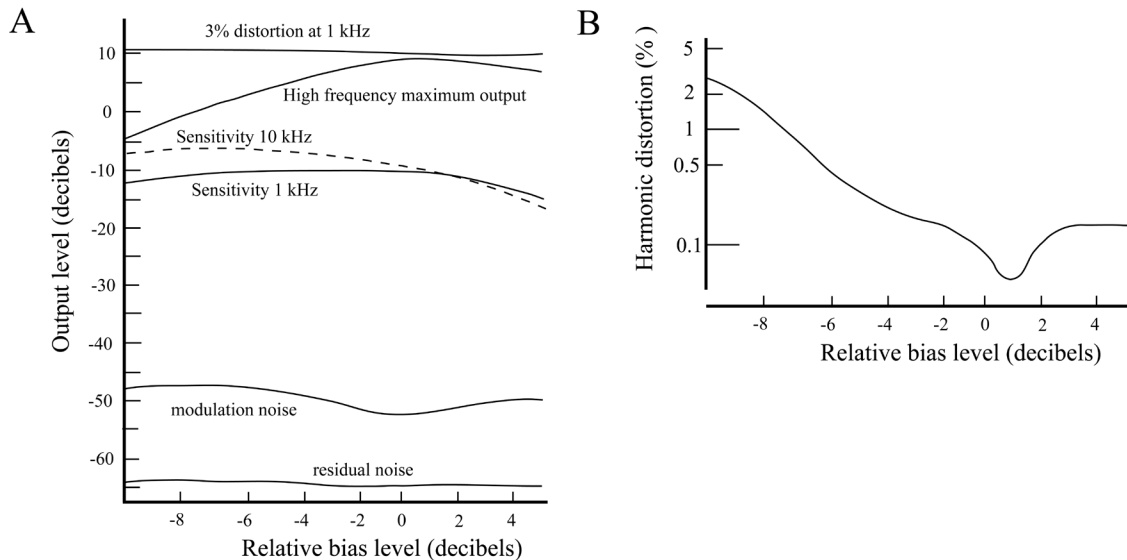 A
3% distortion at 1 kHz
10
High frequency maximum output
0
Sensitivity 10 kHz
-10
Sensitivity 1 kHz
-20
-30
-40
-50
modulation noise
-60
residual noise
Output level (decibels)
-8 -6 -4 -2 0 2 4
Relative bias level (decibels)
B
5
2
1
0.5
0.1
Harmonic distortion (%)
-8 -6 -4 -2 0 2 4
Relative bias level (decibels)